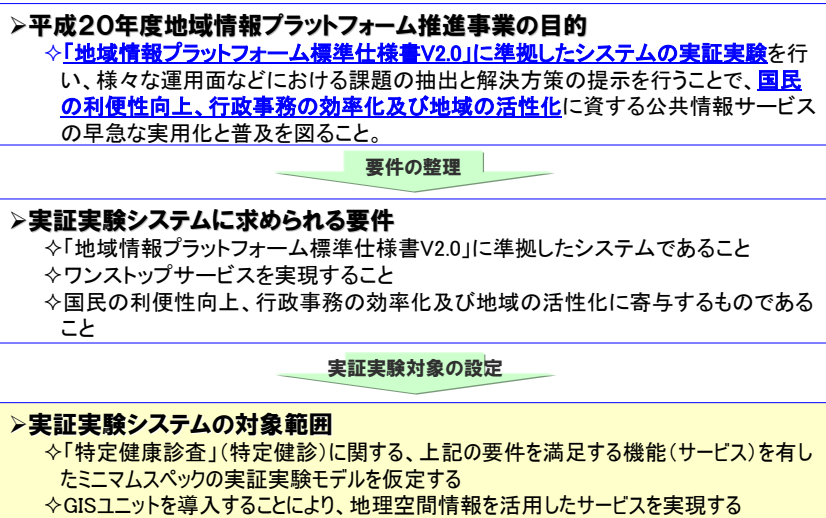 ➢平成20年度地域情報プラットフォーム推進事業の目的
✧「地域情報プラットフォーム標準仕様書V2.0」に準拠したシステムの実証実験を行
い、様々な運用面などにおける課題の抽出と解決方策の提示を行うことで、国民
の利便性向上、行政事務の効率化及び地域の活性化に資する公共情報サービス
の早急な実用化と普及を図ること。
要件の整理
➢実証実験システムに求められる要件
✧「地域情報プラットフォーム標準仕様書V2.0」に準拠したシステムであること
✧ワンストップサービスを実現すること
✧国民の利便性向上、行政事務の効率化及び地域の活性化に寄与するものである
こと
実証実験対象の設定
➢実証実験システムの対象範囲
✧「特定健康診査」(特定健診)に関する、上記の要件を満足する機能(サービス)を有し
たミニマムスペックの実証実験モデルを仮定する
✧GISユニットを導入することにより、地理空間情報を活用したサービスを実現する